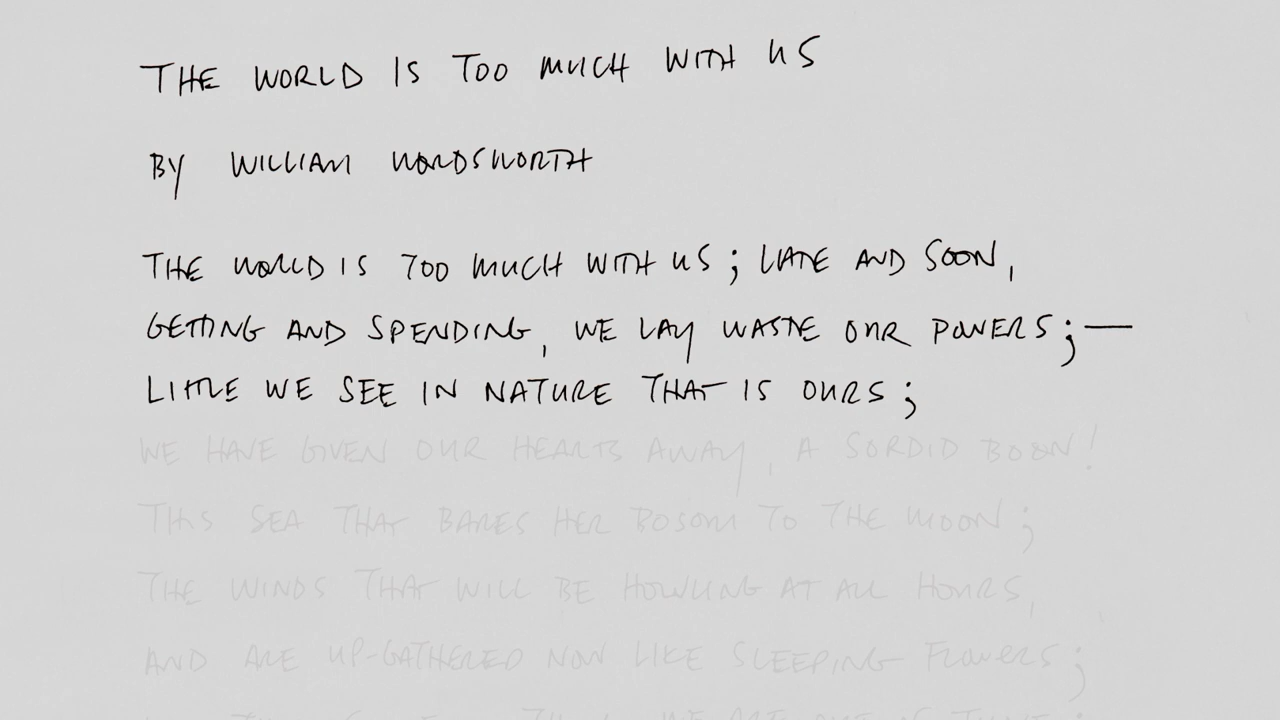 THE WORLD IS TOO MUCH WITH US
BY WILLIAM WORDSWORTH
THE WORLD IS TOO MUCH WITH US; LATE AND SOON,
GETTING AND SPENDING, WE LAY WASTE OUR POWERS;—
LITTLE WE SEE IN NATURE THAT IS OURS;
WE HAVE GIVEN OUR HEARTS AWAY, A SORDID BOON!
THIS SEA THAT BARES HER BOSOM TO THE MOON;
THE WINDS THAT WILL BE HOWLING AT ALL HOURS,
AND ARE UP-GATHERED NOW LIKE SLEEPING FLOWERS;